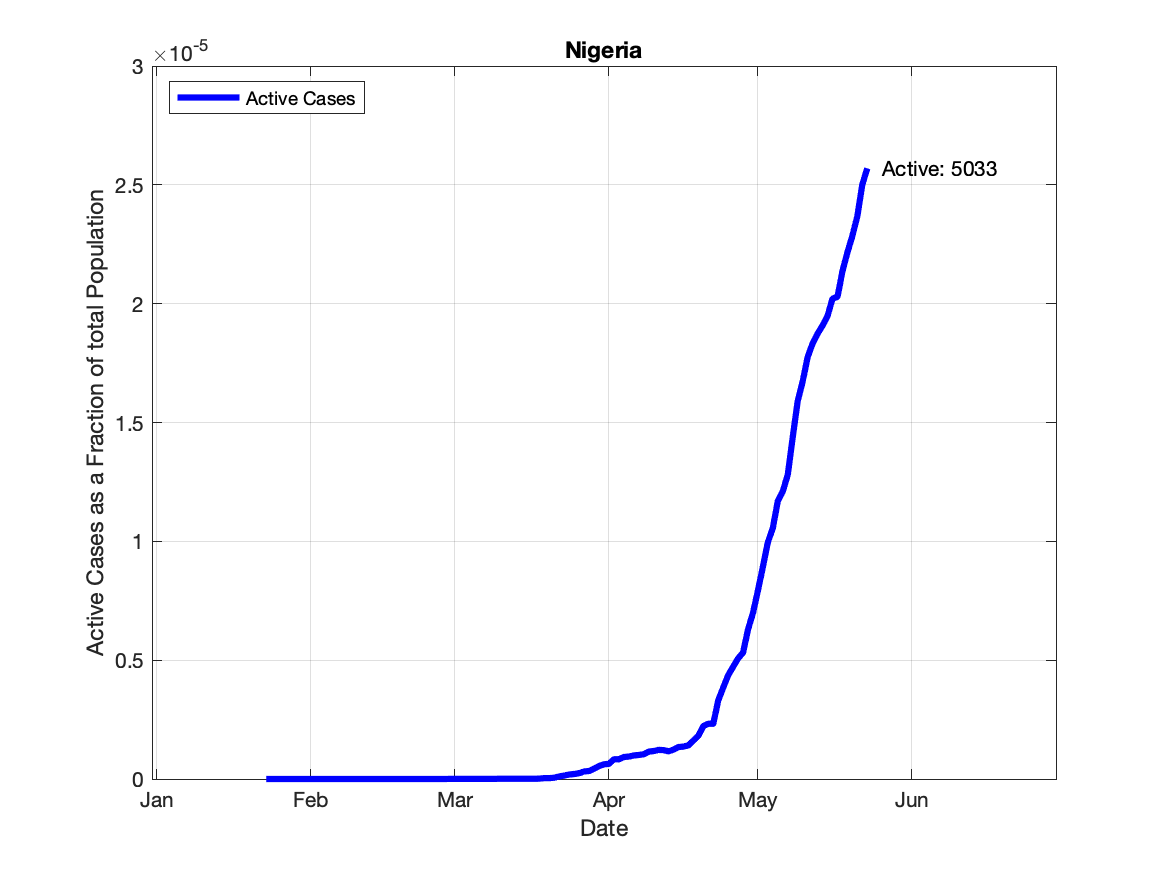 Nigeria
×10-5
3
2.5
2
1.5
1
0.5
0
Active Cases as a Fraction of total Population
Active Cases
Active: 5033
Jan Feb Mar Apr May Jun
Date